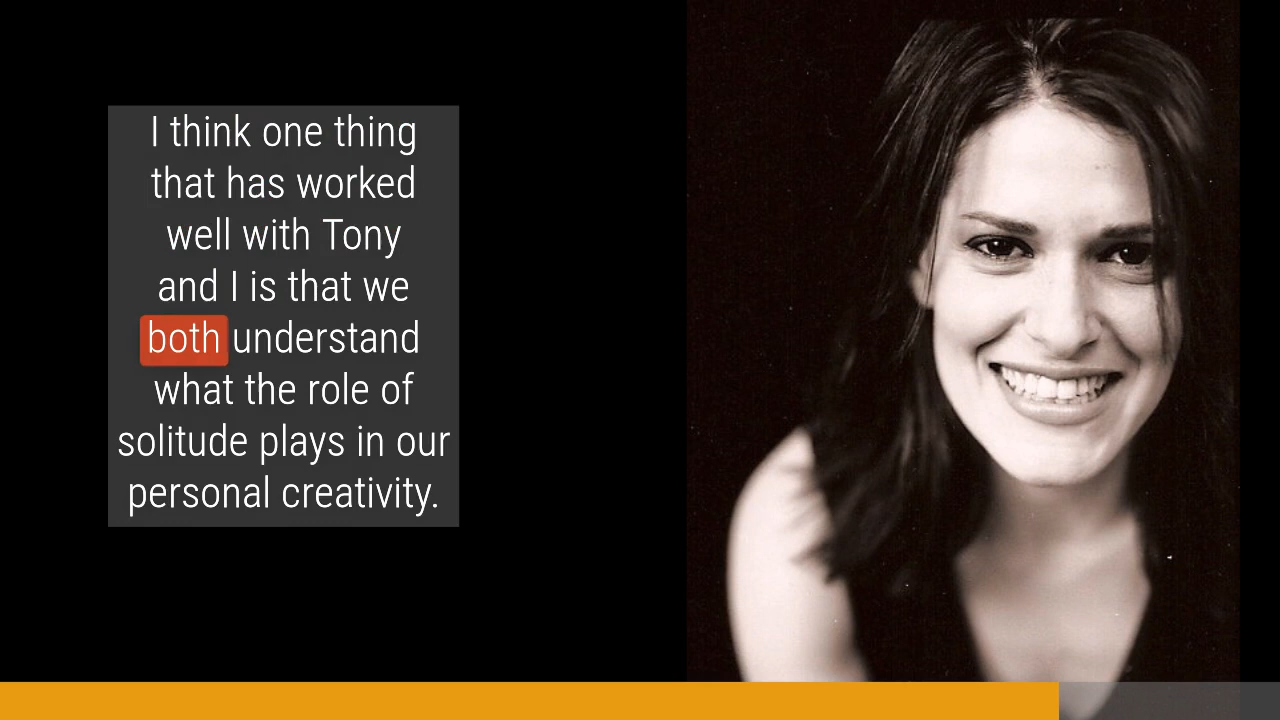 I think one thing
that has worked
well with Tony
and I is that we
both understand
what the role of
solitude plays in our
personal creativity.